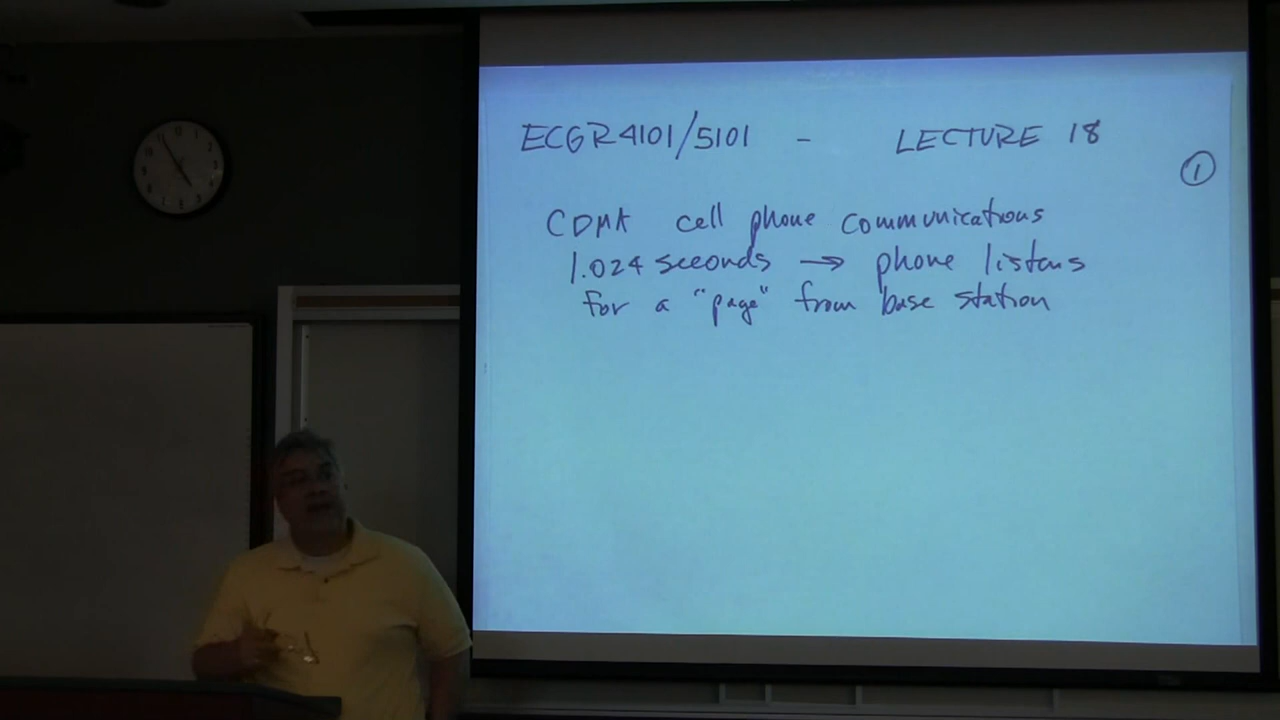 ECGR4101/5101 - LECTURE 18
1
CDMA cell phone communications
1.024 seconds → phone listens
for a "page" from base station